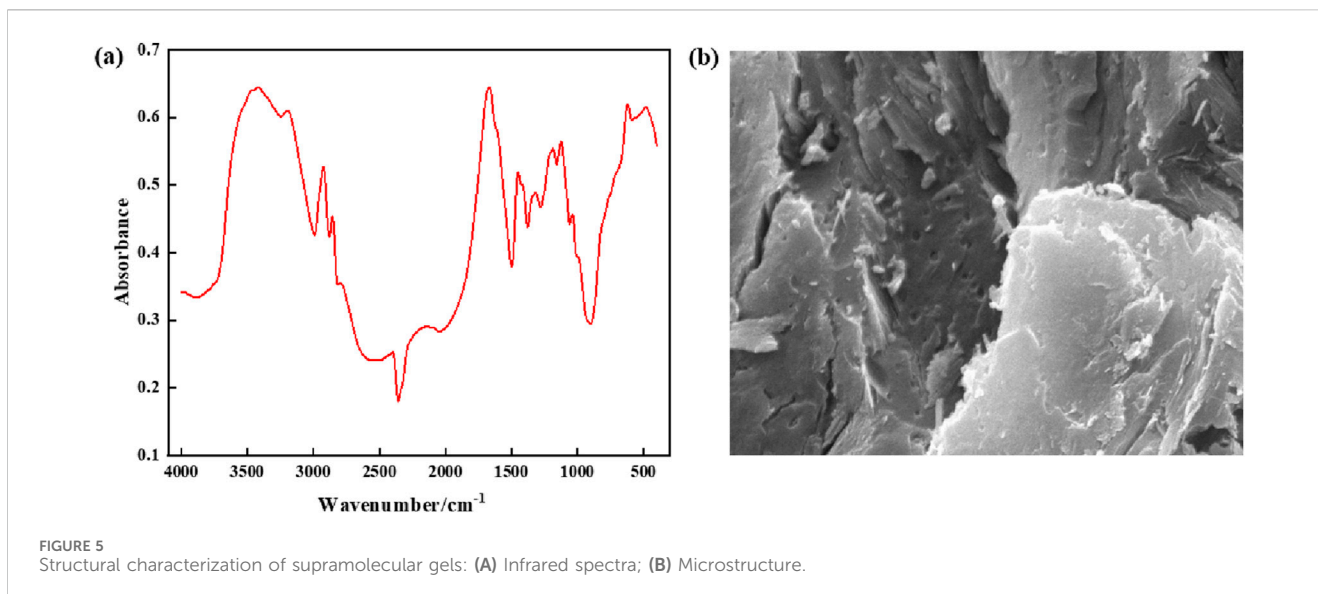 (a)
0.7
0.6
0.5
0.4
0.3
0.2
0.1
Absorbance
4000 3500 3000 2500 2000 1500 1000 500
Wavenumber/cm⁻¹
(b)
FIGURE 5
Structural characterization of supramolecular gels: (A) Infrared spectra; (B) Microstructure.